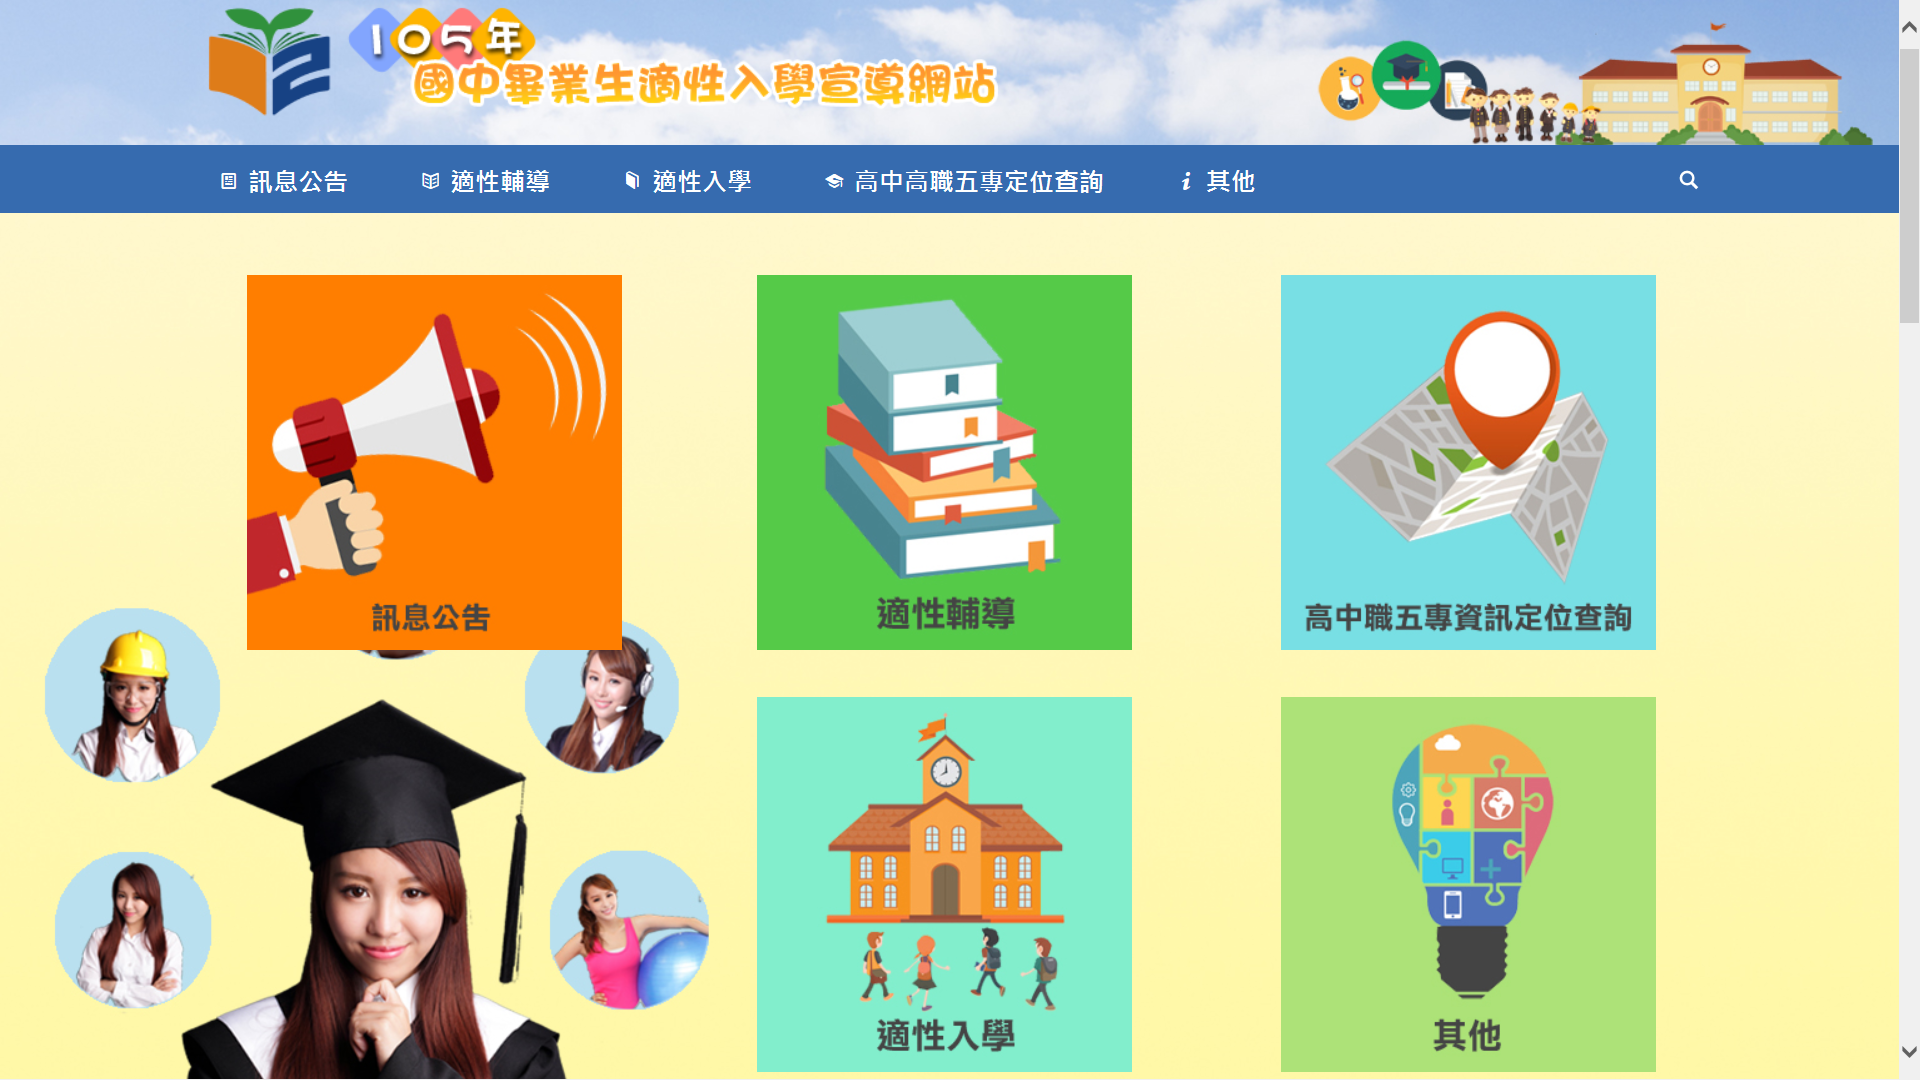 105年
國中畢業生適性入學宣導網站
訊息公告
適性輔導
適性入學
高中高職五專定位查詢
其他
訊息公告
適性輔導
高中職五專資訊定位查詢
適性入學
其他